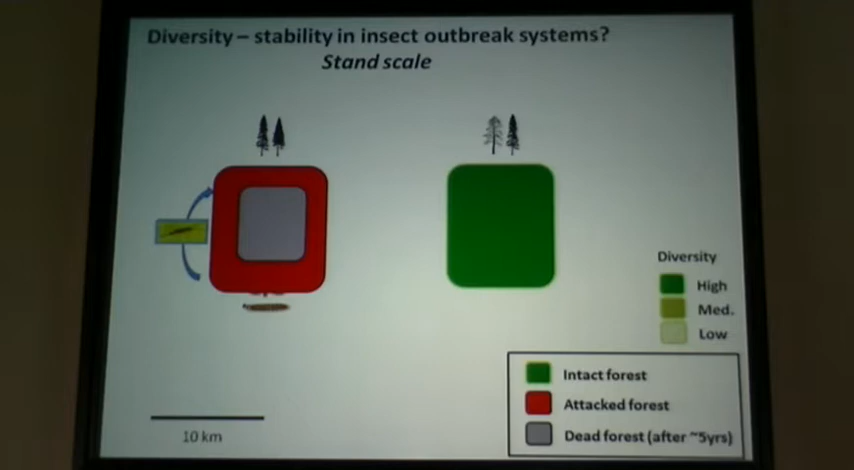 Diversity – stability in insect outbreak systems?
Stand scale
Diversity
High
Med.
Low
Intact forest
Attacked forest
Dead forest (after ~5yrs)
10 km